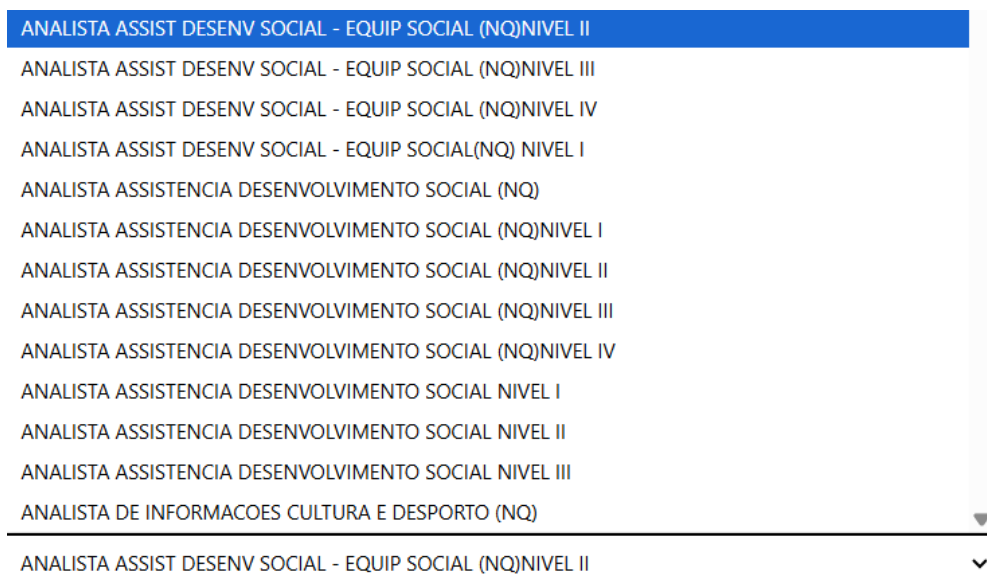 ANALISTA ASSIST DESENV SOCIAL - EQUIP SOCIAL (NQ)NIVEL II
ANALISTA ASSIST DESENV SOCIAL - EQUIP SOCIAL (NQ)NIVEL III
ANALISTA ASSIST DESENV SOCIAL - EQUIP SOCIAL (NQ)NIVEL IV
ANALISTA ASSIST DESENV SOCIAL - EQUIP SOCIAL(NQ) NIVEL I
ANALISTA ASSISTENCIA DESENVOLVIMENTO SOCIAL (NQ)
ANALISTA ASSISTENCIA DESENVOLVIMENTO SOCIAL (NQ)NIVEL I
ANALISTA ASSISTENCIA DESENVOLVIMENTO SOCIAL (NQ)NIVEL II
ANALISTA ASSISTENCIA DESENVOLVIMENTO SOCIAL (NQ)NIVEL III
ANALISTA ASSISTENCIA DESENVOLVIMENTO SOCIAL (NQ)NIVEL IV
ANALISTA ASSISTENCIA DESENVOLVIMENTO SOCIAL NIVEL I
ANALISTA ASSISTENCIA DESENVOLVIMENTO SOCIAL NIVEL II
ANALISTA ASSISTENCIA DESENVOLVIMENTO SOCIAL NIVEL III
ANALISTA DE INFORMACOES CULTURA E DESPORTO (NQ)
ANALISTA ASSIST DESENV SOCIAL - EQUIP SOCIAL (NQ)NIVEL II